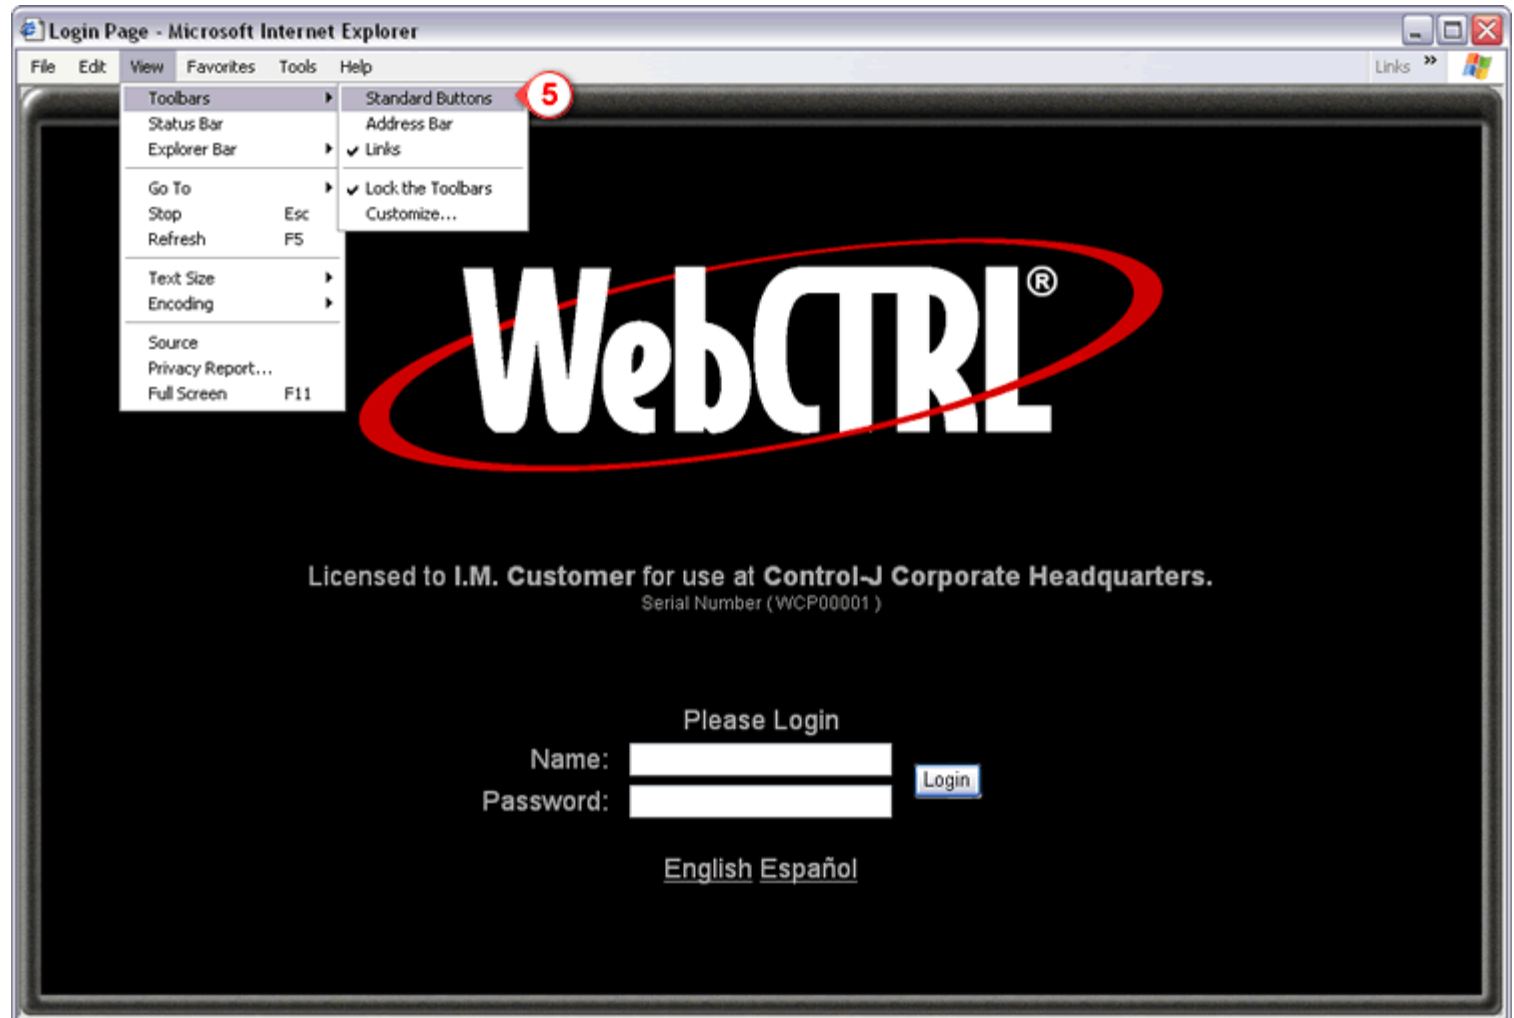 Login Page - Microsoft Internet Explorer
File Edit View Favorites Tools Help Links »
Toolbars
Status Bar
Explorer Bar
Go To
Stop Esc
Refresh F5
Text Size
Encoding
Source
Privacy Report...
Full Screen F11
Standard Buttons
Address Bar
Links
Lock the Toolbars
Customize...
5
WebCTRL®
Licensed to I.M. Customer for use at Control-J Corporate Headquarters.
Serial Number ( WCP00001 )
Please Login
Name:
Password:
Login
English Español